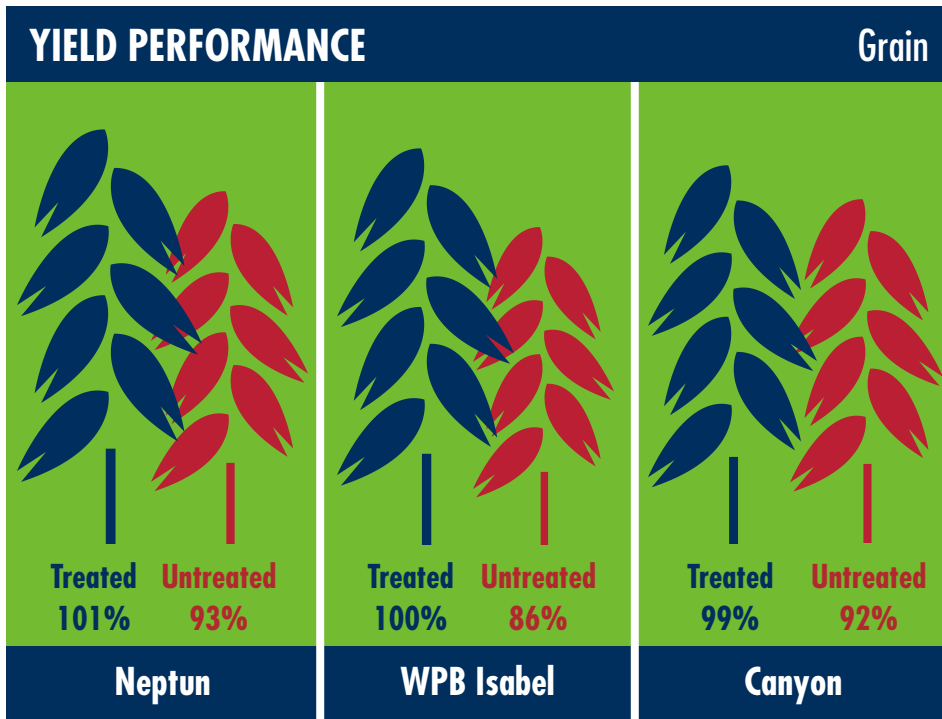 YIELD PERFORMANCE Grain
Treated Untreated
101% 93%
Neptun
Treated Untreated
100% 86%
WPB Isabel
Treated Untreated
99% 92%
Canyon